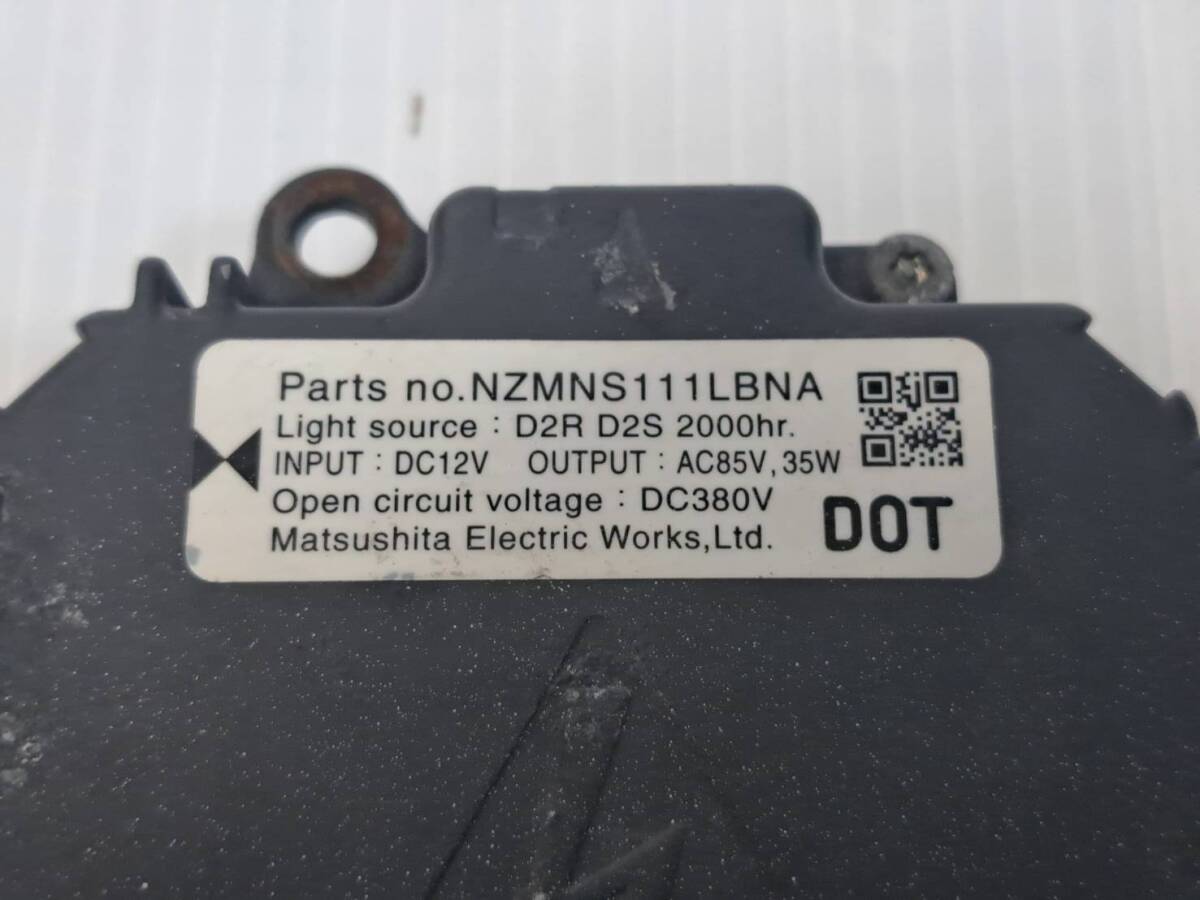 Parts no.NZMNS111LBNA
Light source : D2R D2S 2000hr.
INPUT : DC12V OUTPUT : AC85V,35W
Open circuit voltage : DC380V
Matsushita Electric Works,Ltd.
DOT